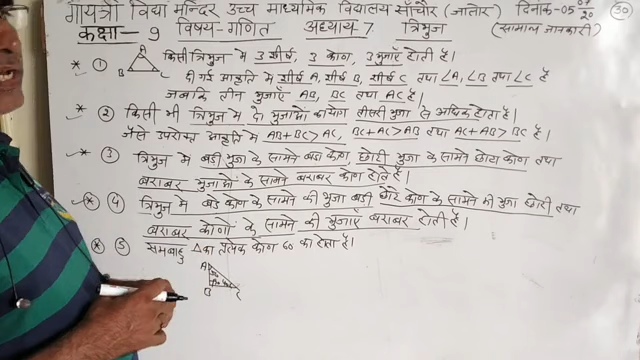 गायत्री विद्या मन्दिर उच्च माध्यमिक विद्यालय साँचौर (जालोर) दिनांक-05 07/20 30
कक्षा-9 विषय-गणित अध्याय-7 त्रिभुज (सामान्य जानकारी)
* ① किसी त्रिभुज में 3 शीर्ष, 3 कोण, 3 भुजाएँ होती है।
A B C दी गई आकृति में शीर्ष A, शीर्ष B, शीर्ष C तथा ∠A, ∠B तथा ∠C है
जबकि तीन भुजाएँ AB, BC तथा AC है।
* ② किसी भी त्रिभुज में दो भुजाओं का योग तीसरी भुजा से अधिक होता है।
जैसे उपरोक्त आकृति में AB+BC>AC, BC+AC>AB तथा AC+AB>BC है।
* ③ त्रिभुज में बडी भुजा के सामने बडा कोण, छोटी भुजा के सामने छोटा कोण तथा
बराबर भुजाओं के सामने बराबर कोण होते है।
* ④ त्रिभुज में बडे कोण के सामने की भुजा बडी छोटे कोण के सामने की भुजा छोटी तथा
बराबर कोणों के सामने की भुजाएँ बराबर होती है।
* ⑤ समबाहु △ का प्रत्येक कोण 60 का होता है।
A
B C